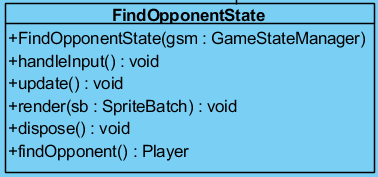 FindOpponentState
+FindOpponentState(gsm : GameStateManager)
+handleInput() : void
+update() : void
+render(sb : SpriteBatch) : void
+dispose() : void
+findOpponent() : Player